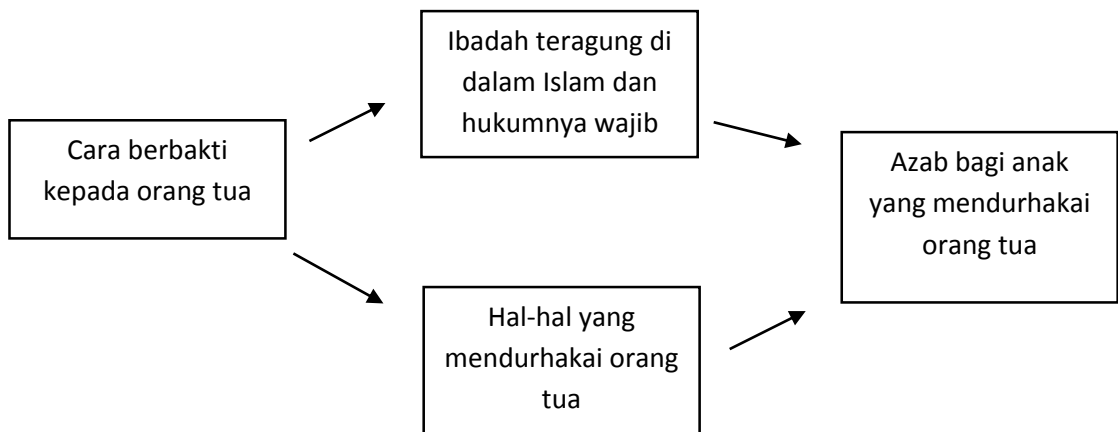 Cara berbakti
kepada orang tua
Ibadah teragung di
dalam Islam dan
hukumnya wajib
Hal-hal yang
mendurhakai orang
tua
Azab bagi anak
yang mendurhakai
orang tua